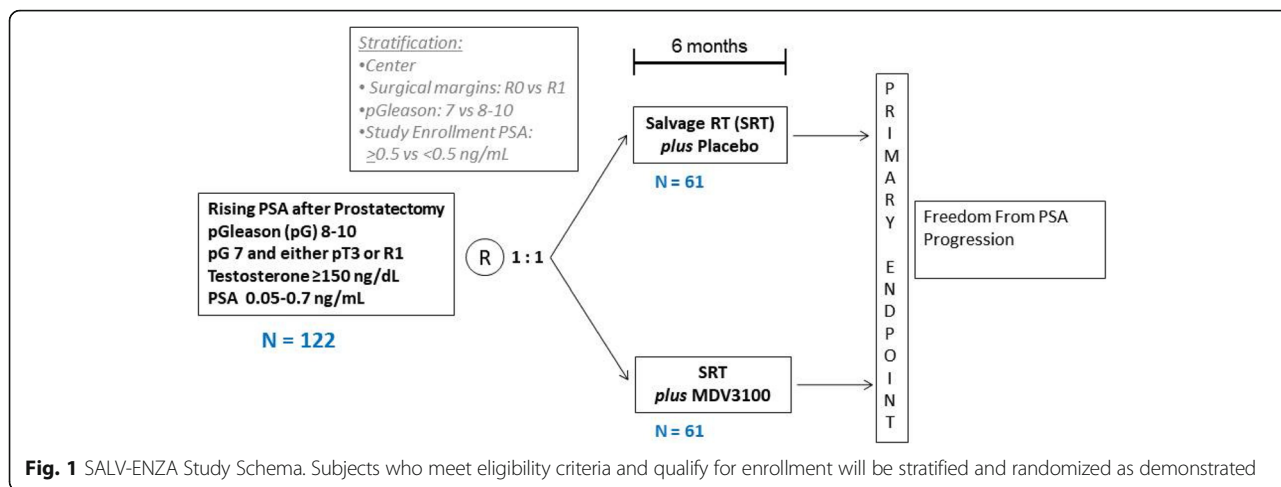 Stratification:
•Center
• Surgical margins: R0 vs R1
•pGleason: 7 vs 8-10
•Study Enrollment PSA:
≥0.5 vs <0.5 ng/mL
6 months
Rising PSA after Prostatectomy
pGleason (pG) 8-10
pG 7 and either pT3 or R1
Testosterone ≥150 ng/dL
PSA 0.05-0.7 ng/mL
N = 122
R 1 : 1
Salvage RT (SRT)
plus Placebo
N = 61
SRT
plus MDV3100
N = 61
PRIMARY ENDPOINT
Freedom From PSA
Progression
Fig. 1 SALV-ENZA Study Schema. Subjects who meet eligibility criteria and qualify for enrollment will be stratified and randomized as demonstrated